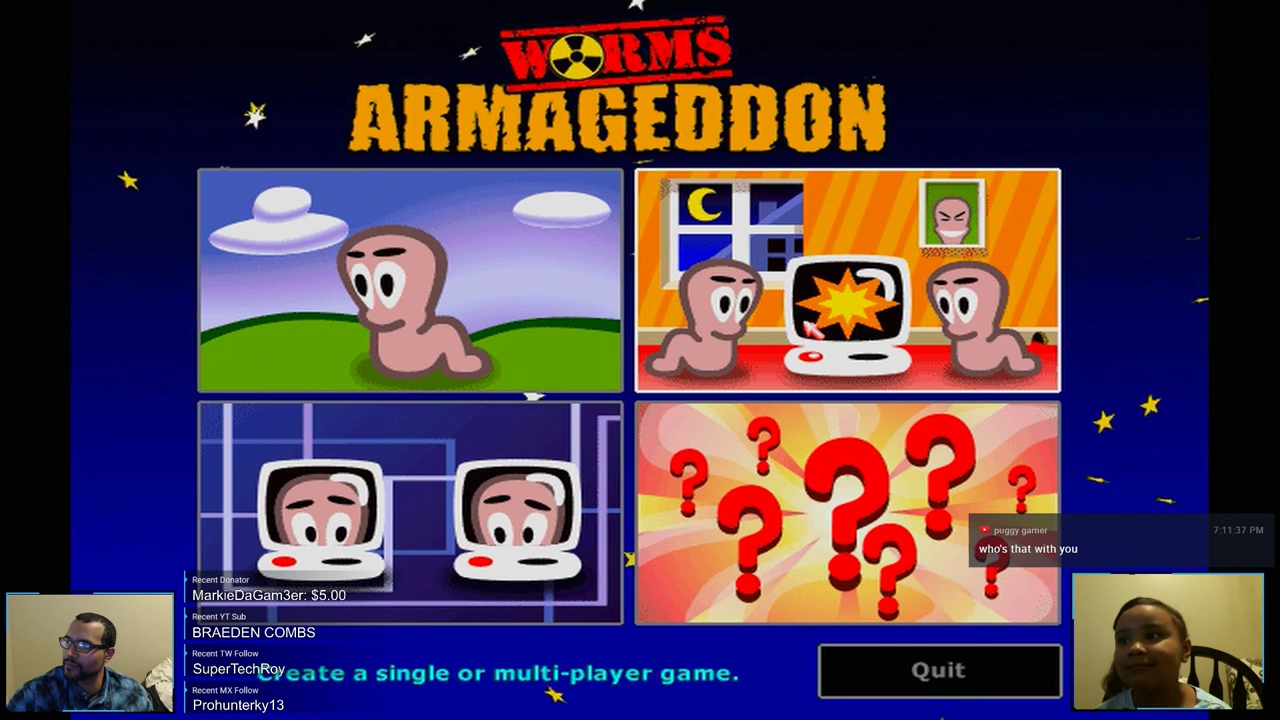 WORMS
ARMAGEDDON
puggy gamer
7:11:37 PM
who's that with you
Recent Donator
MarkieDaGam3er: $5.00
Recent YT Sub
BRAEDEN COMBS
Recent TW Follow
SuperTechRoy
Create a single or multi-player game.
Quit
Recent MX Follow
Prohunterky13